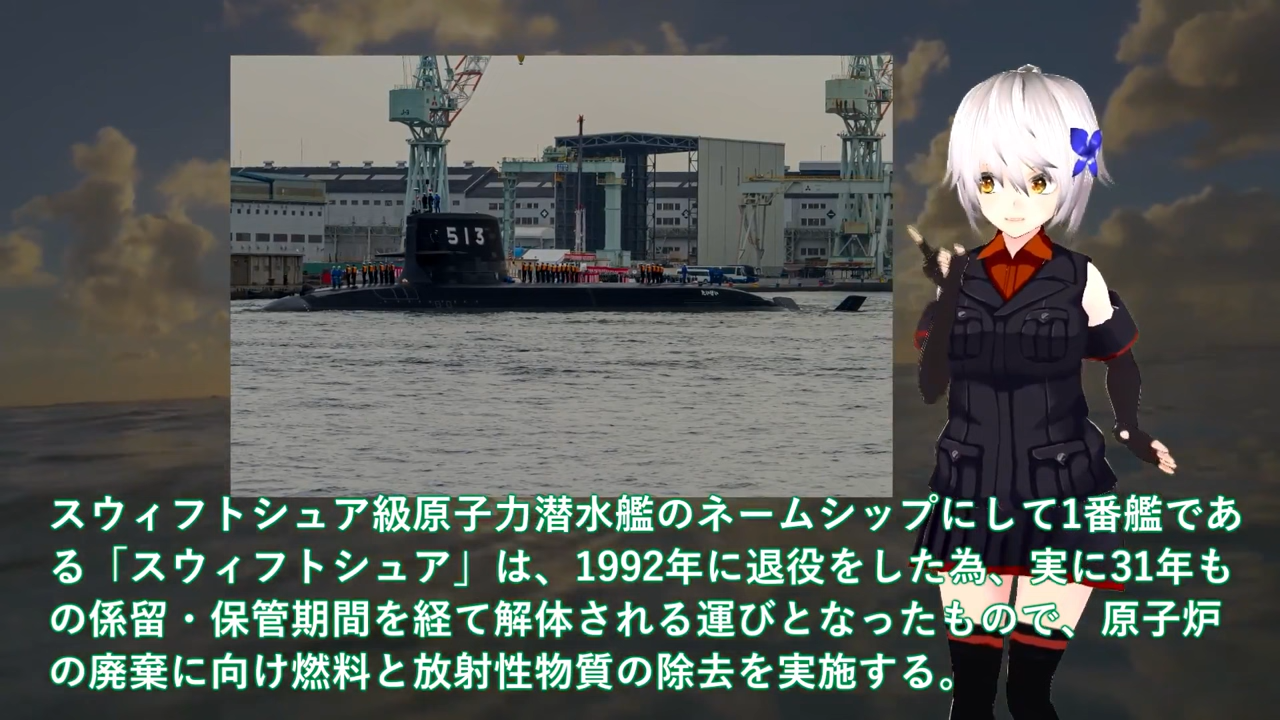 513
スウィフトシュア級原子力潜水艦のネームシップにして1番艦であ
る「スウィフトシュア」は、1992年に退役をした為、実に31年も
の係留・保管期間を経て解体される運びとなったもので、原子炉
の廃棄に向け燃料と放射性物質の除去を実施する。